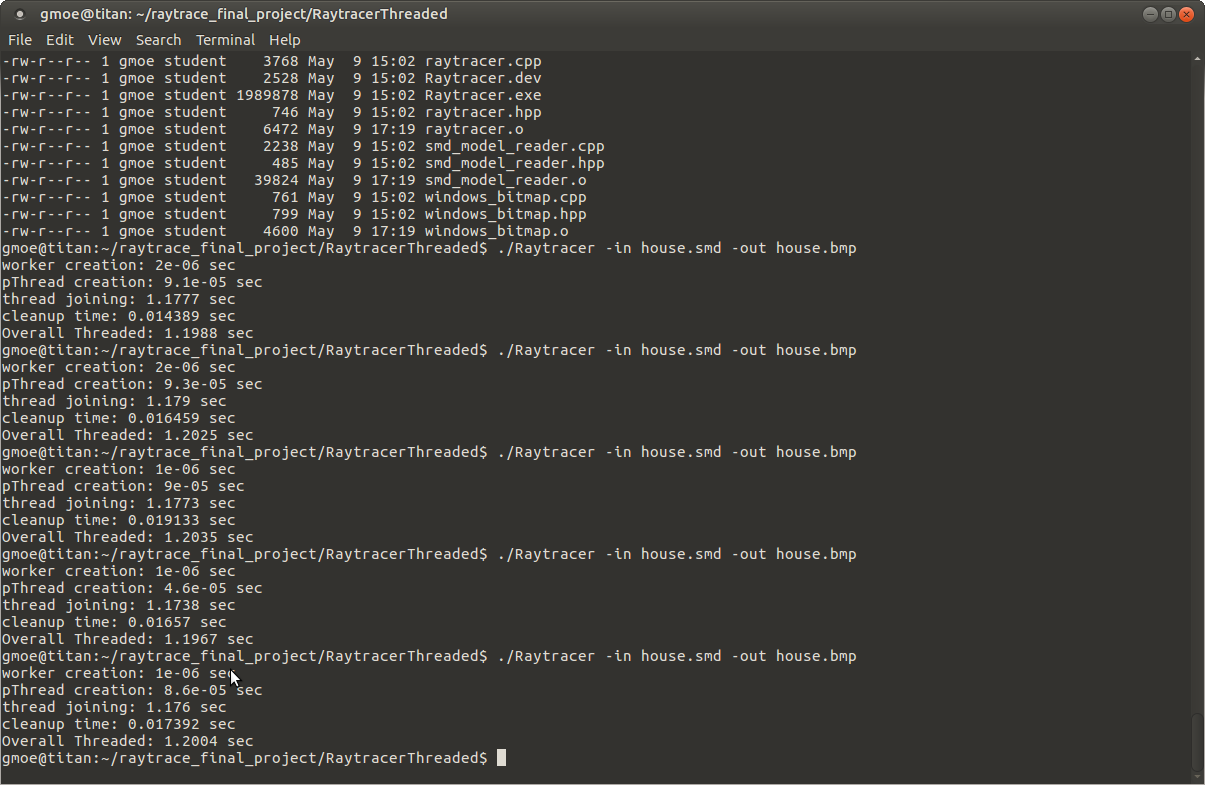 gmoe@titan: ~/raytrace_final_project/RaytracerThreaded
File Edit View Search Terminal Help
-rw-r--r-- 1 gmoe student    3768 May  9 15:02 raytracer.cpp
-rw-r--r-- 1 gmoe student    2528 May  9 15:02 Raytracer.dev
-rw-r--r-- 1 gmoe student 1989878 May  9 15:02 Raytracer.exe
-rw-r--r-- 1 gmoe student     746 May  9 15:02 raytracer.hpp
-rw-r--r-- 1 gmoe student    6472 May  9 17:19 raytracer.o
-rw-r--r-- 1 gmoe student    2238 May  9 15:02 smd_model_reader.cpp
-rw-r--r-- 1 gmoe student     485 May  9 15:02 smd_model_reader.hpp
-rw-r--r-- 1 gmoe student   39824 May  9 17:19 smd_model_reader.o
-rw-r--r-- 1 gmoe student     761 May  9 15:02 windows_bitmap.cpp
-rw-r--r-- 1 gmoe student     799 May  9 15:02 windows_bitmap.hpp
-rw-r--r-- 1 gmoe student    4600 May  9 17:19 windows_bitmap.o
gmoe@titan:~/raytrace_final_project/RaytracerThreaded$ ./Raytracer -in house.smd -out house.bmp
worker creation: 2e-06 sec
pThread creation: 9.1e-05 sec
thread joining: 1.1777 sec
cleanup time: 0.014389 sec
Overall Threaded: 1.1988 sec
gmoe@titan:~/raytrace_final_project/RaytracerThreaded$ ./Raytracer -in house.smd -out house.bmp
worker creation: 2e-06 sec
pThread creation: 9.3e-05 sec
thread joining: 1.179 sec
cleanup time: 0.016459 sec
Overall Threaded: 1.2025 sec
gmoe@titan:~/raytrace_final_project/RaytracerThreaded$ ./Raytracer -in house.smd -out house.bmp
worker creation: 1e-06 sec
pThread creation: 9e-05 sec
thread joining: 1.1773 sec
cleanup time: 0.019133 sec
Overall Threaded: 1.2035 sec
gmoe@titan:~/raytrace_final_project/RaytracerThreaded$ ./Raytracer -in house.smd -out house.bmp
worker creation: 1e-06 sec
pThread creation: 4.6e-05 sec
thread joining: 1.1738 sec
cleanup time: 0.01657 sec
Overall Threaded: 1.1967 sec
gmoe@titan:~/raytrace_final_project/RaytracerThreaded$ ./Raytracer -in house.smd -out house.bmp
worker creation: 1e-06 sec
pThread creation: 8.6e-05 sec
thread joining: 1.176 sec
cleanup time: 0.017392 sec
Overall Threaded: 1.2004 sec
gmoe@titan:~/raytrace_final_project/RaytracerThreaded$